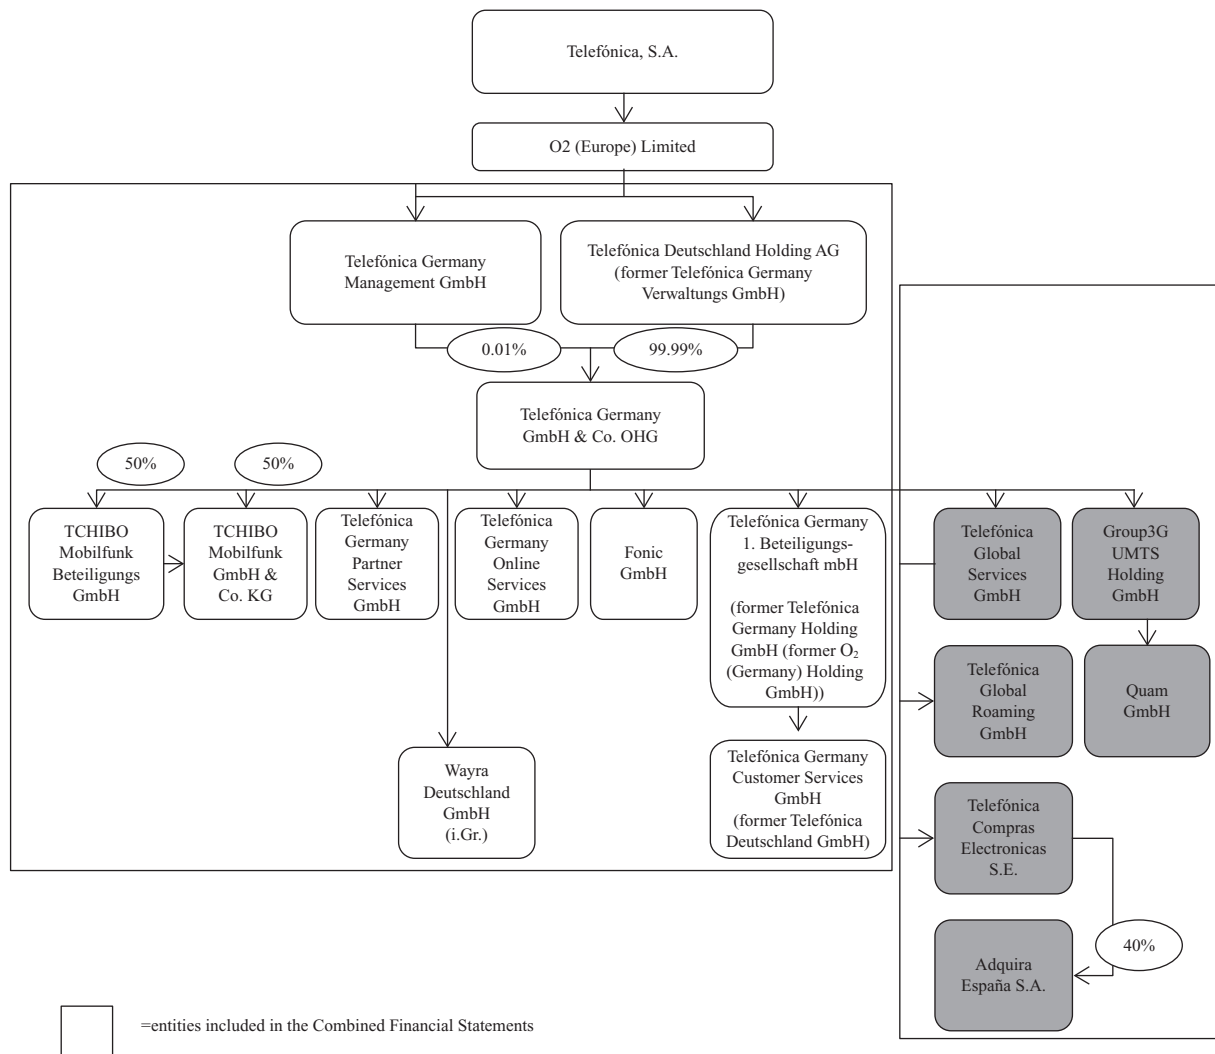 Telefónica, S.A.
O2 (Europe) Limited
Telefónica Germany
Management GmbH
Telefónica Deutschland Holding AG
(former Telefónica Germany
Verwaltungs GmbH)
0.01%
99.99%
Telefónica Germany
GmbH & Co. OHG
50%
50%
TCHIBO
Mobilfunk
Beteiligungs
GmbH
TCHIBO
Mobilfunk
GmbH &
Co. KG
Telefónica
Germany
Partner
Services
GmbH
Telefónica
Germany
Online
Services
GmbH
Fonic
GmbH
Telefónica Germany
1. Beteiligungs-
gesellschaft mbH
(former Telefónica
Germany Holding
GmbH (former O₂
(Germany) Holding
GmbH))
Telefónica
Global
Services
GmbH
Group3G
UMTS
Holding
GmbH
Telefónica
Global
Roaming
GmbH
Quam
GmbH
Wayra
Deutschland
GmbH
(i.Gr.)
Telefónica Germany
Customer Services
GmbH
(former Telefónica
Deutschland GmbH)
Telefónica
Compras
Electronicas
S.E.
40%
Adquira
España S.A.
=entities included in the Combined Financial Statements